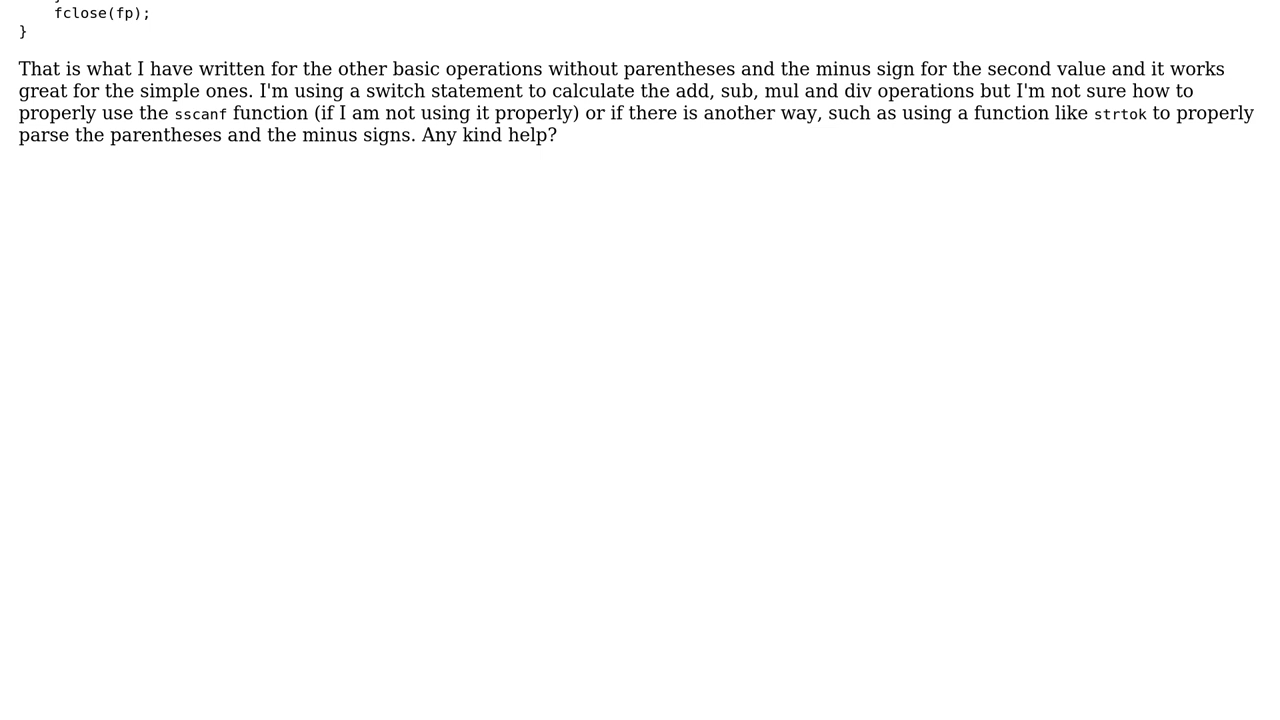 fclose(fp);
}
That is what I have written for the other basic operations without parentheses and the minus sign for the second value and it works
great for the simple ones. I'm using a switch statement to calculate the add, sub, mul and div operations but I'm not sure how to
properly use the sscanf function (if I am not using it properly) or if there is another way, such as using a function like strtok to properly
parse the parentheses and the minus signs. Any kind help?